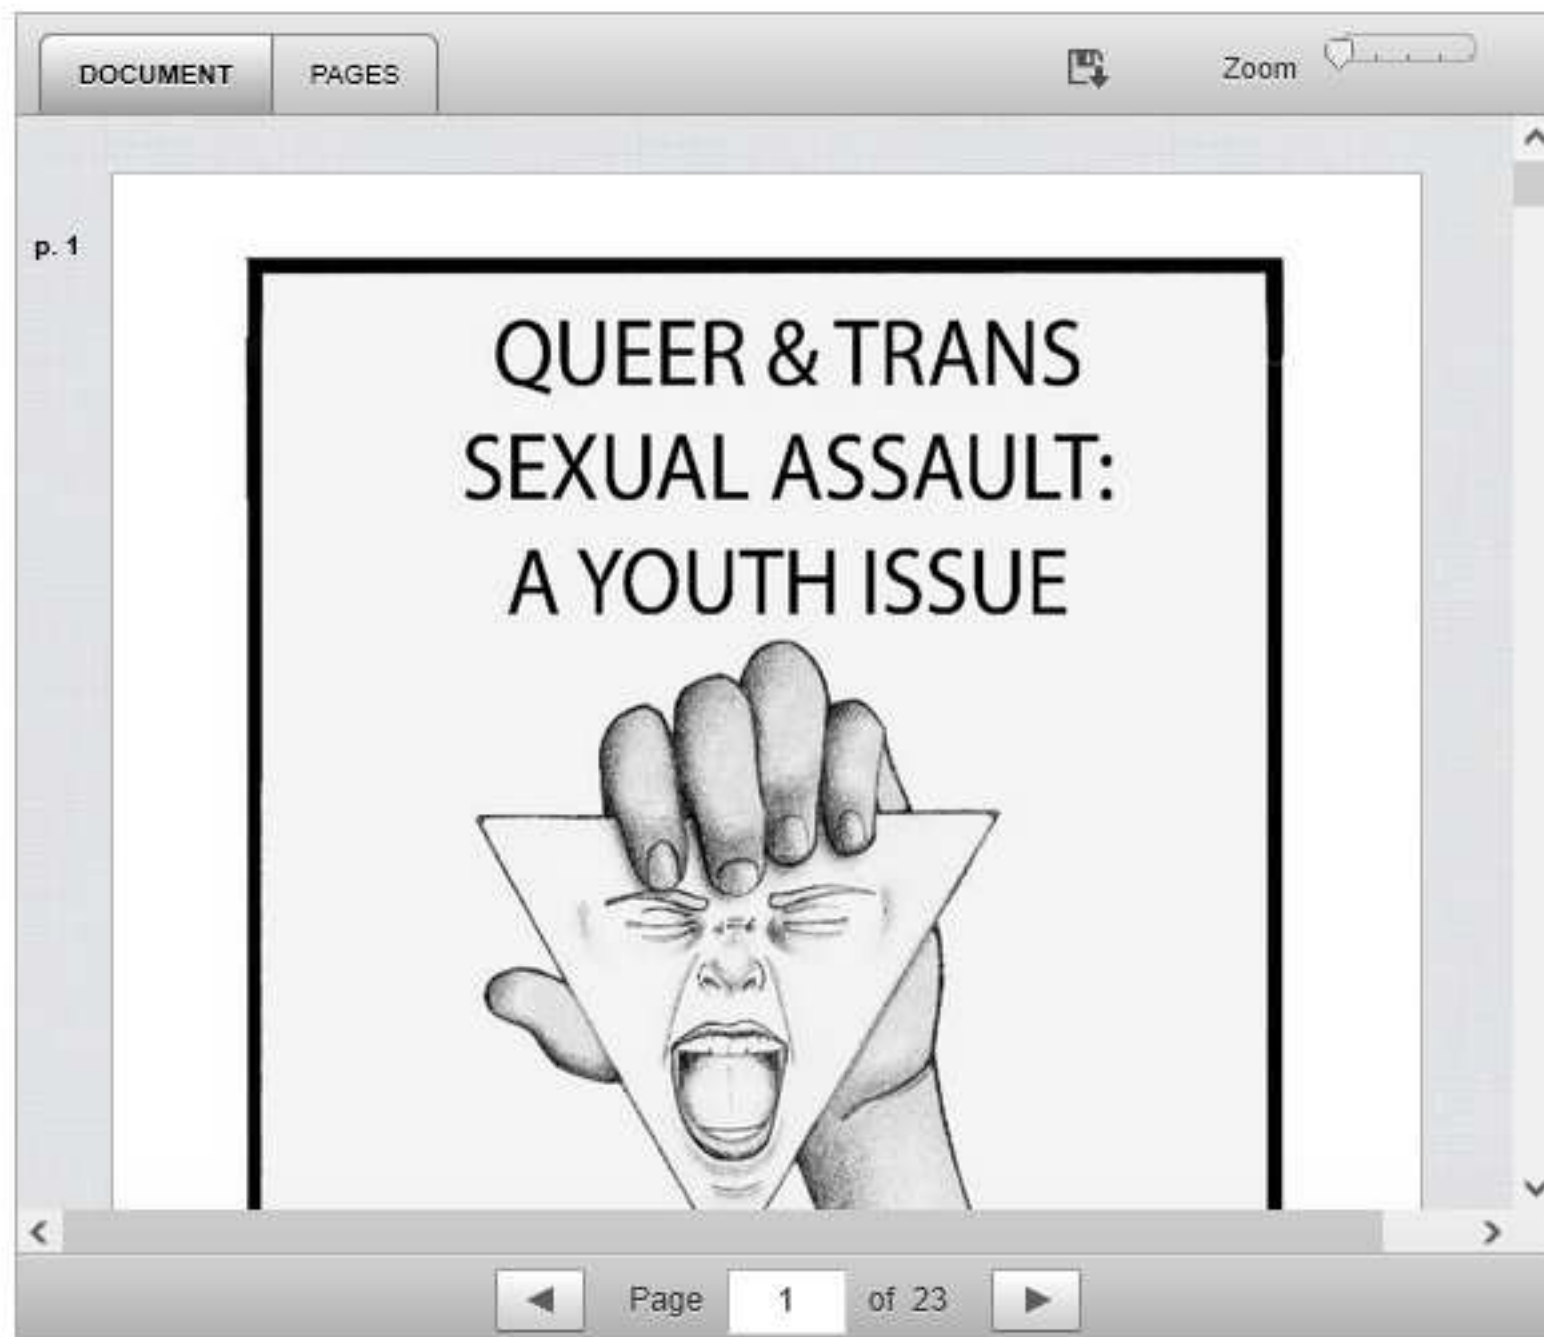 DOCUMENT PAGES Zoom
p. 1
QUEER & TRANS
SEXUAL ASSAULT:
A YOUTH ISSUE
Page 1 of 23